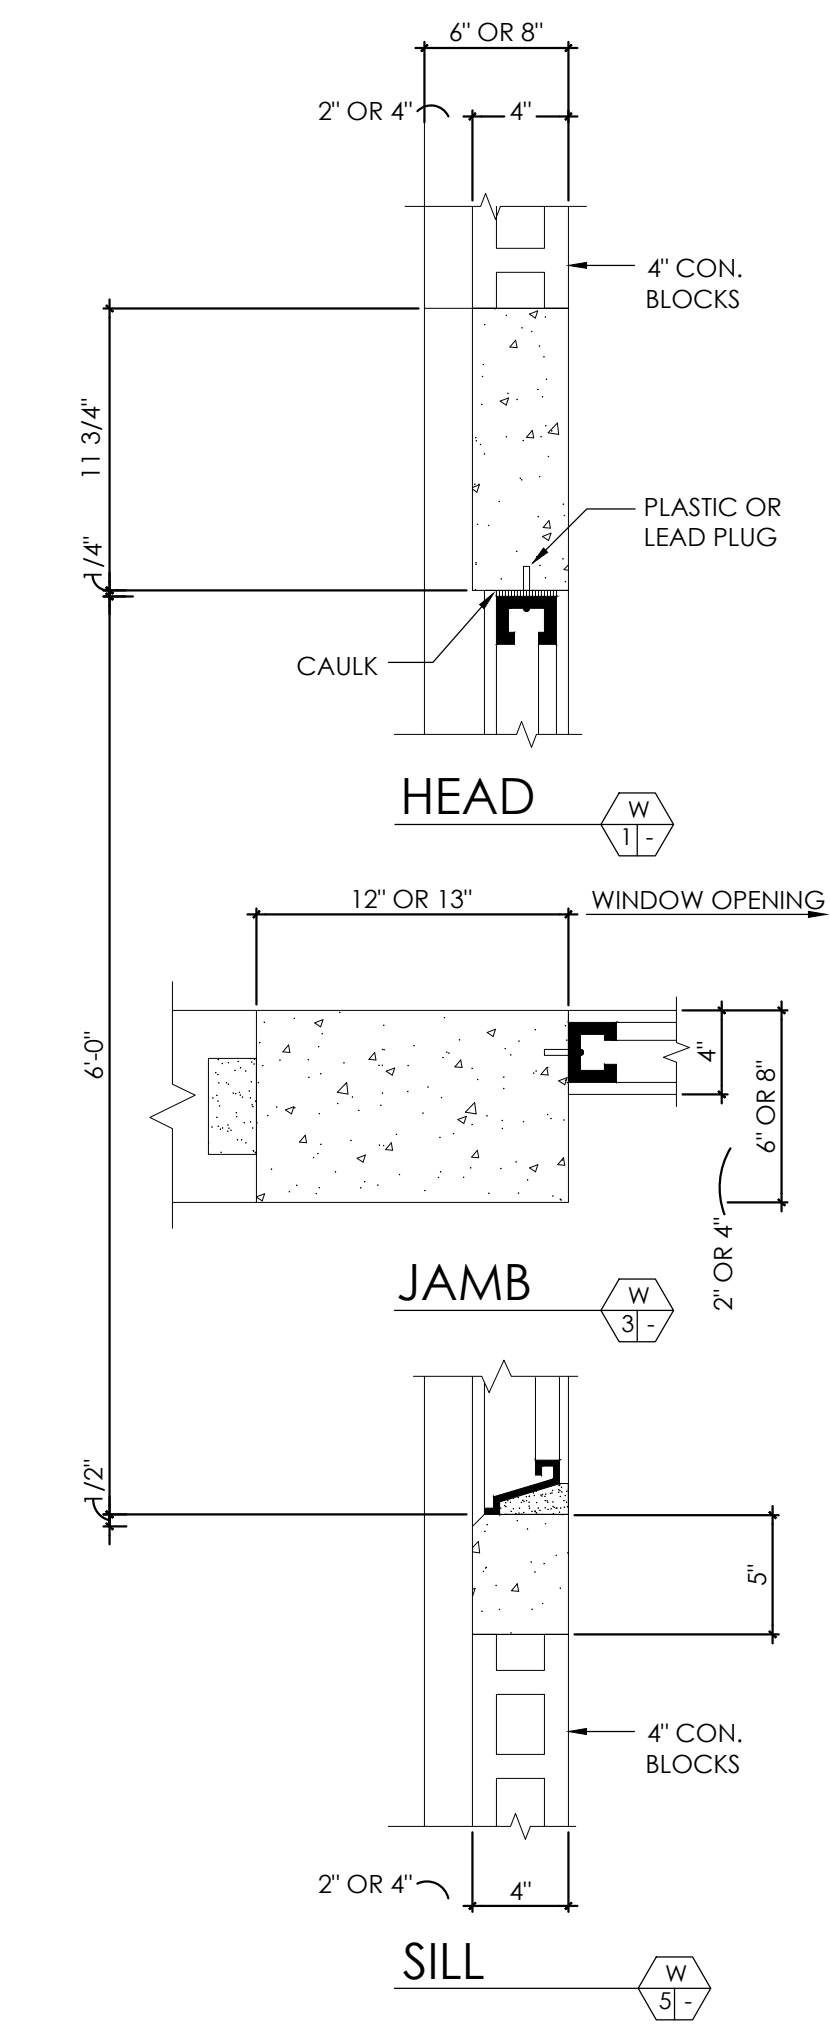 6" OR 8"
2" OR 4"
4"
4" CON.
BLOCKS
11 3/4"
PLASTIC OR
LEAD PLUG
1/4"
CAULK
HEAD
W
1 -
12" OR 13"
WINDOW OPENING
6'-0"
4"
6" OR 8"
2" OR 4"
JAMB
W
3 -
1/2"
5"
4" CON.
BLOCKS
2" OR 4"
4"
SILL
W
5 -